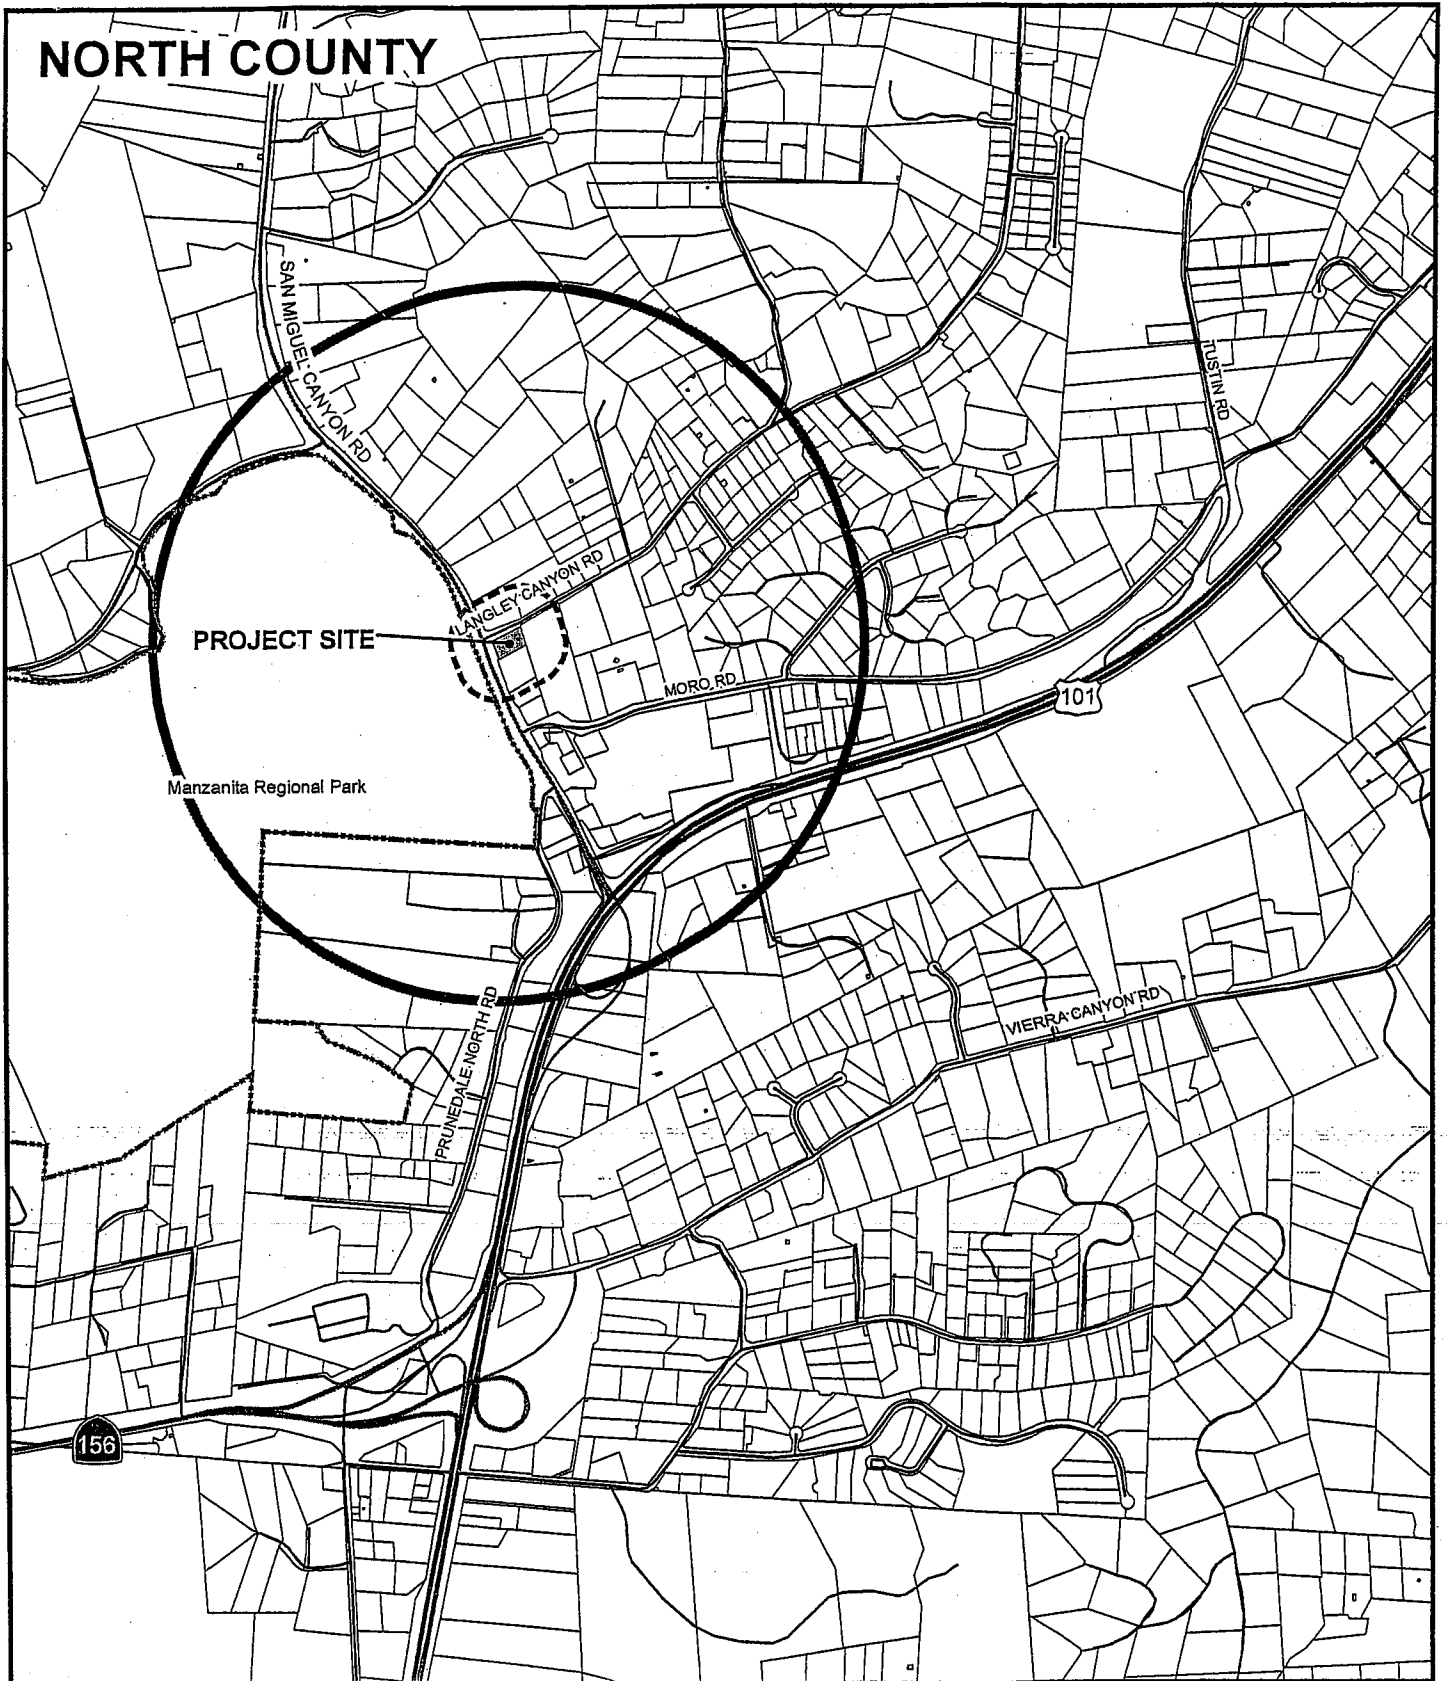 NORTH COUNTY
SAN MIGUEL CANYON RD
TUSTIN RD
LANGLEY CANYON RD
PROJECT SITE
MORO RD
101
Manzanita Regional Park
VIERRA CANYON RD
PRUNEDALE NORTH RD
156